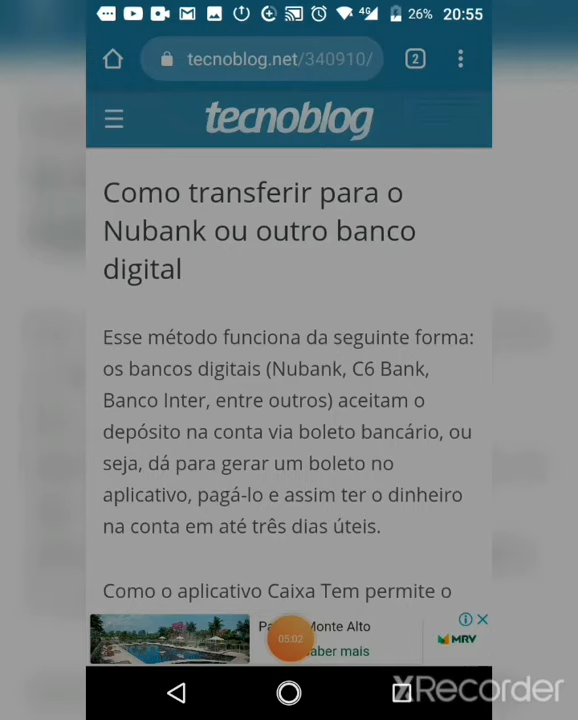 4G 26% 20:55
tecnoblog.net/340910/ 2
tecnoblog
Como transferir para o
Nubank ou outro banco
digital
Esse método funciona da seguinte forma:
os bancos digitais (Nubank, C6 Bank,
Banco Inter, entre outros) aceitam o
depósito na conta via boleto bancário, ou
seja, dá para gerar um boleto no
aplicativo, pagá-lo e assim ter o dinheiro
na conta em até três dias úteis.
Como o aplicativo Caixa Tem permite o
Monte Alto
05:02
MRV
mais
XRecorder